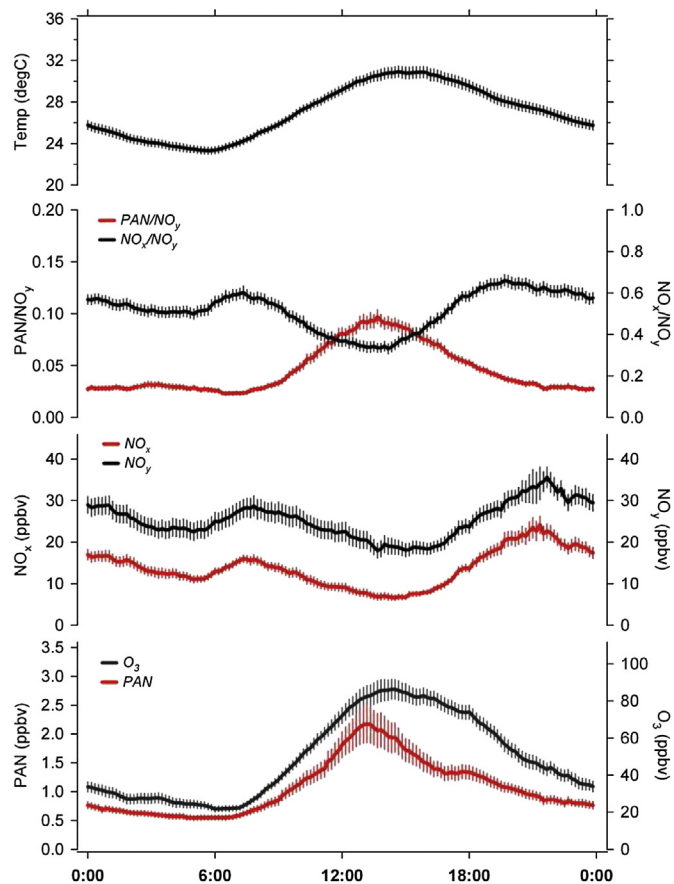 36
32
28
24
20
Temp (degC)
0.20
0.15
0.10
0.05
0.00
PAN/NOy
PAN/NOy
NOx/NOy
1.0
0.8
0.6
0.4
0.2
0.0
NOx/NOy
40
30
20
10
0
NOx (ppbv)
NOx
NOy
40
30
20
10
0
NOy (ppbv)
3.5
3.0
2.5
2.0
1.5
1.0
0.5
0.0
PAN (ppbv)
O3
PAN
100
80
60
40
20
0
O3 (ppbv)
0:00 6:00 12:00 18:00 0:00